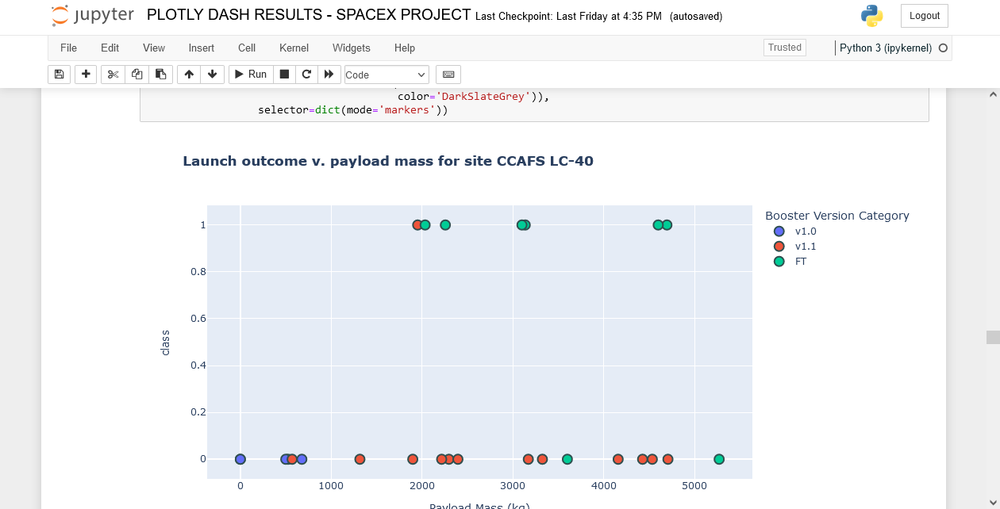 jupyter PLOTLY DASH RESULTS - SPACEX PROJECT Last Checkpoint: Last Friday at 4:35 PM (autosaved) Logout
File Edit View Insert Cell Kernel Widgets Help Trusted Python 3 (ipykernel)
Run Code
color='DarkSlateGrey')),
selector=dict(mode='markers'))
Launch outcome v. payload mass for site CCAFS LC-40
Booster Version Category
v1.0
v1.1
FT
1
0.8
0.6
0.4
0.2
0
class
0 1000 2000 3000 4000 5000
Payload Mass (kg)